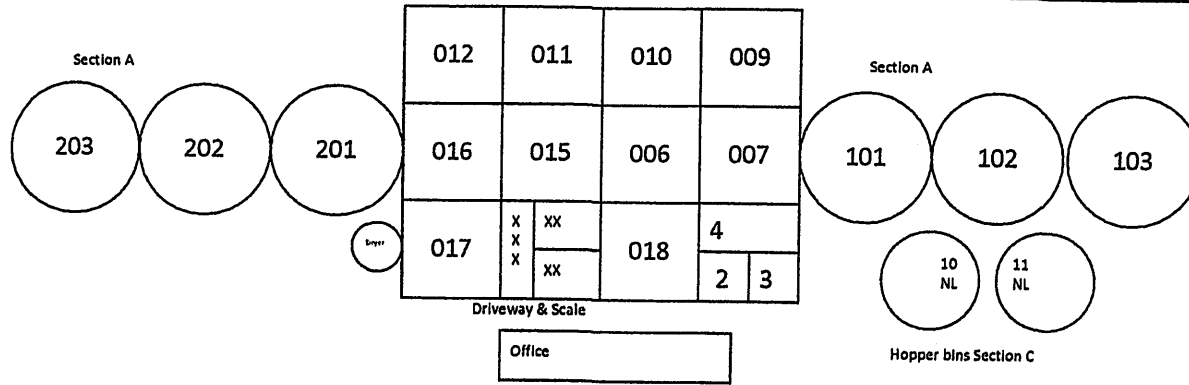 Section A
203
202
201
Dryer
012
011
010
009
016
015
006
007
017
X
X
X
XX
XX
018
4
2
3
Driveway & Scale
Office
Section A
101
102
103
10
NL
11
NL
Hopper bins Section C